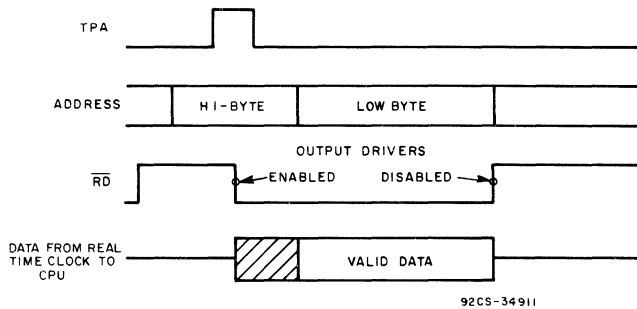 TPA
ADDRESS
HI-BYTE
LOW BYTE
OUTPUT DRIVERS
RD
ENABLED
DISABLED
DATA FROM REAL
TIME CLOCK TO
CPU
VALID DATA
92CS-34911